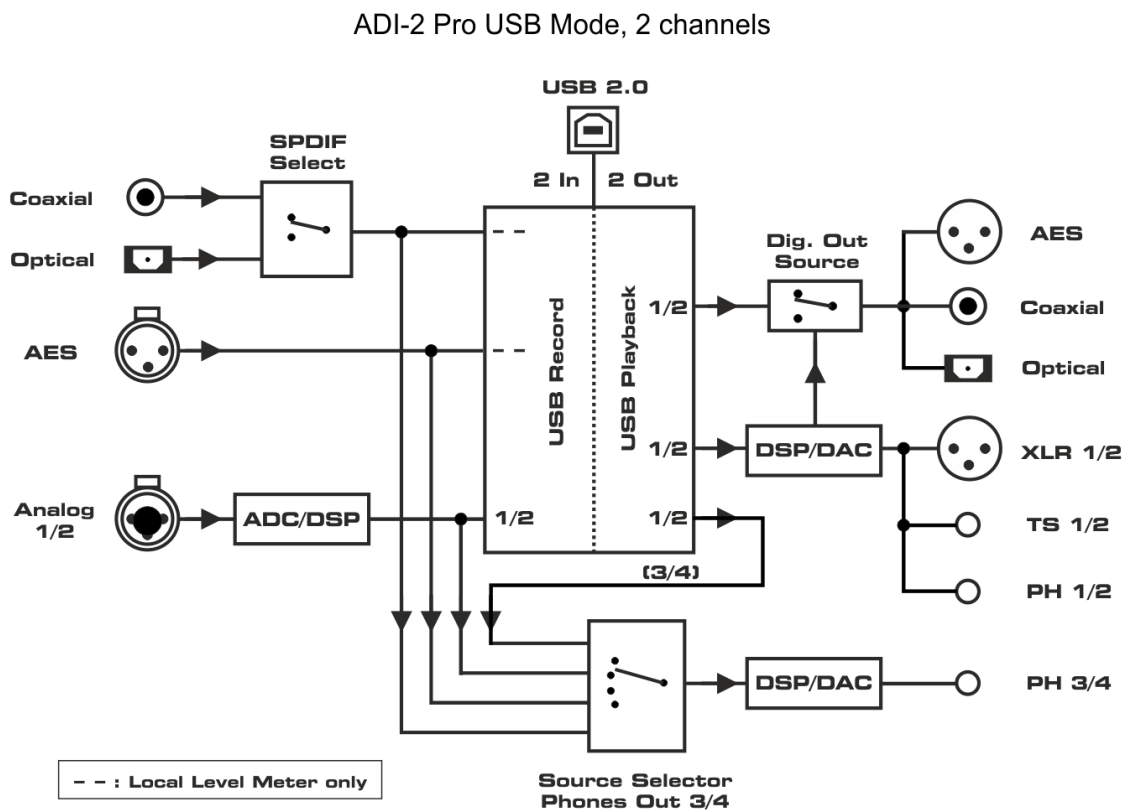 ADI-2 Pro USB Mode, 2 channels
USB 2.0
SPDIF
Select
2 In
2 Out
Coaxial
Optical
AES
Analog
1/2
ADC/DSP
1/2
USB Record
USB Playback
1/2
1/2
1/2
(3/4)
Dig. Out
Source
DSP/DAC
AES
Coaxial
Optical
XLR 1/2
TS 1/2
PH 1/2
DSP/DAC
PH 3/4
- - : Local Level Meter only
Source Selector
Phones Out 3/4